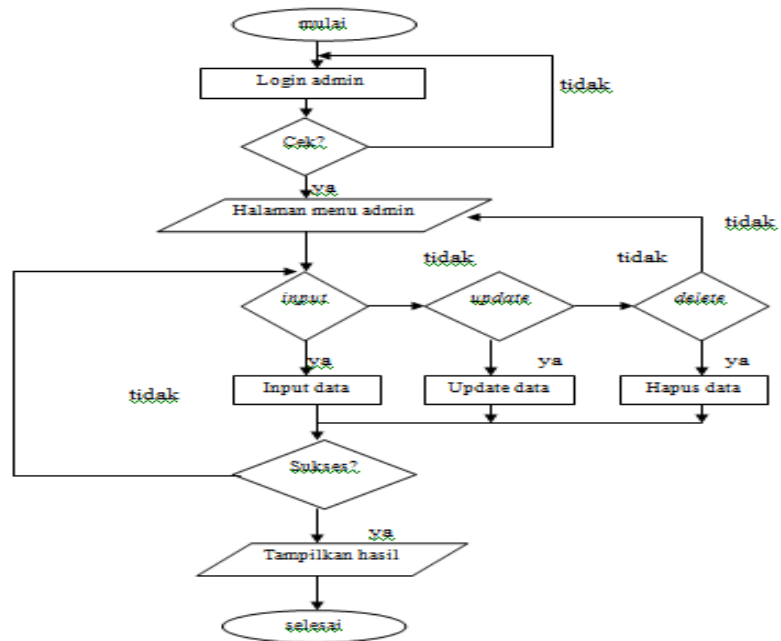 mulai
Login admin
tidak
Cek?
ya
Halaman menu admin
tidak
tidak
tidak
input
update
delete
ya
ya
ya
Input data
Update data
Hapus data
tidak
Sukses?
ya
Tampilkan hasil
selesai